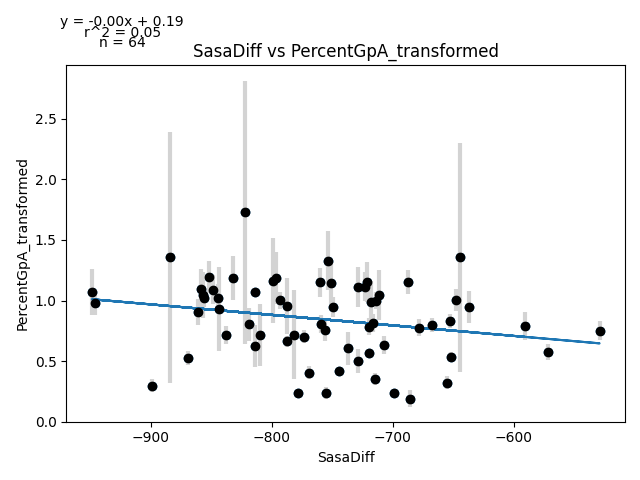 y = -0.00x + 0.19
r^2 = 0.05
n = 64
SasaDiff vs PercentGpA_transformed
PercentGpA_transformed
2.5
2.0
1.5
1.0
0.5
0.0
−900
−800
−700
−600
SasaDiff